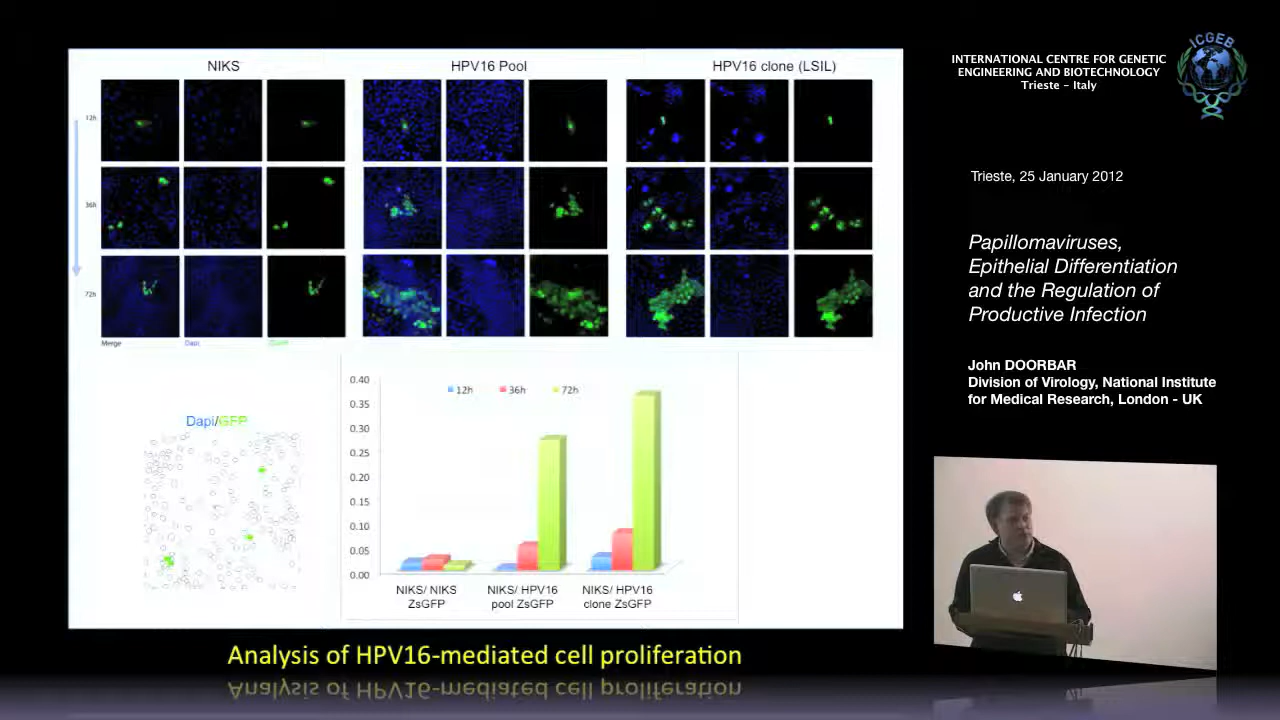 NIKS
HPV16 Pool
HPV16 clone (LSIL)
12h
36h
72h
Merge
Dapi
Dapi/GFP
12h
36h
72h
0.40
0.35
0.30
0.25
0.20
0.15
0.10
0.05
0.00
NIKS/ NIKS
ZsGFP
NIKS/ HPV16
pool ZsGFP
NIKS/ HPV16
clone ZsGFP
Analysis of HPV16-mediated cell proliferation
ICGEB
INTERNATIONAL CENTRE FOR GENETIC
ENGINEERING AND BIOTECHNOLOGY
Trieste - Italy
Trieste, 25 January 2012
Papillomaviruses,
Epithelial Differentiation
and the Regulation of
Productive Infection
John DOORBAR
Division of Virology, National Institute
for Medical Research, London - UK